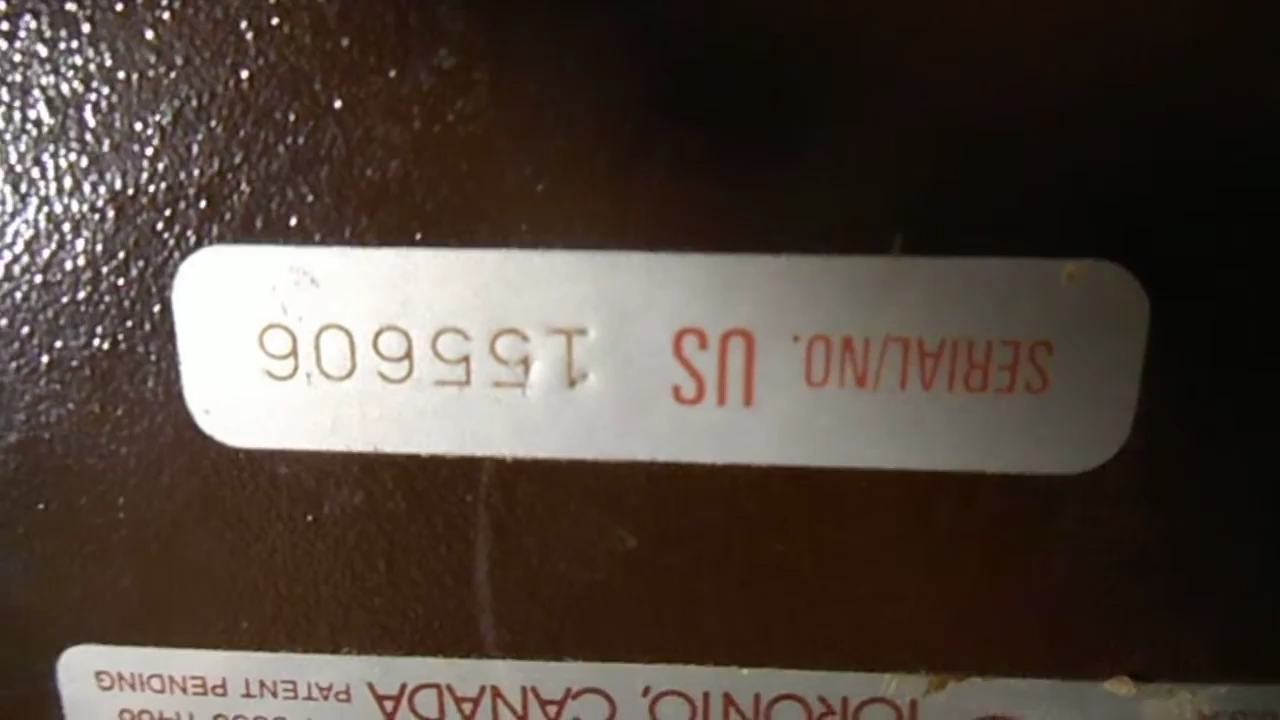 TORONTO, CANADA PATENT PENDING
SERIAL/NO. US 155606